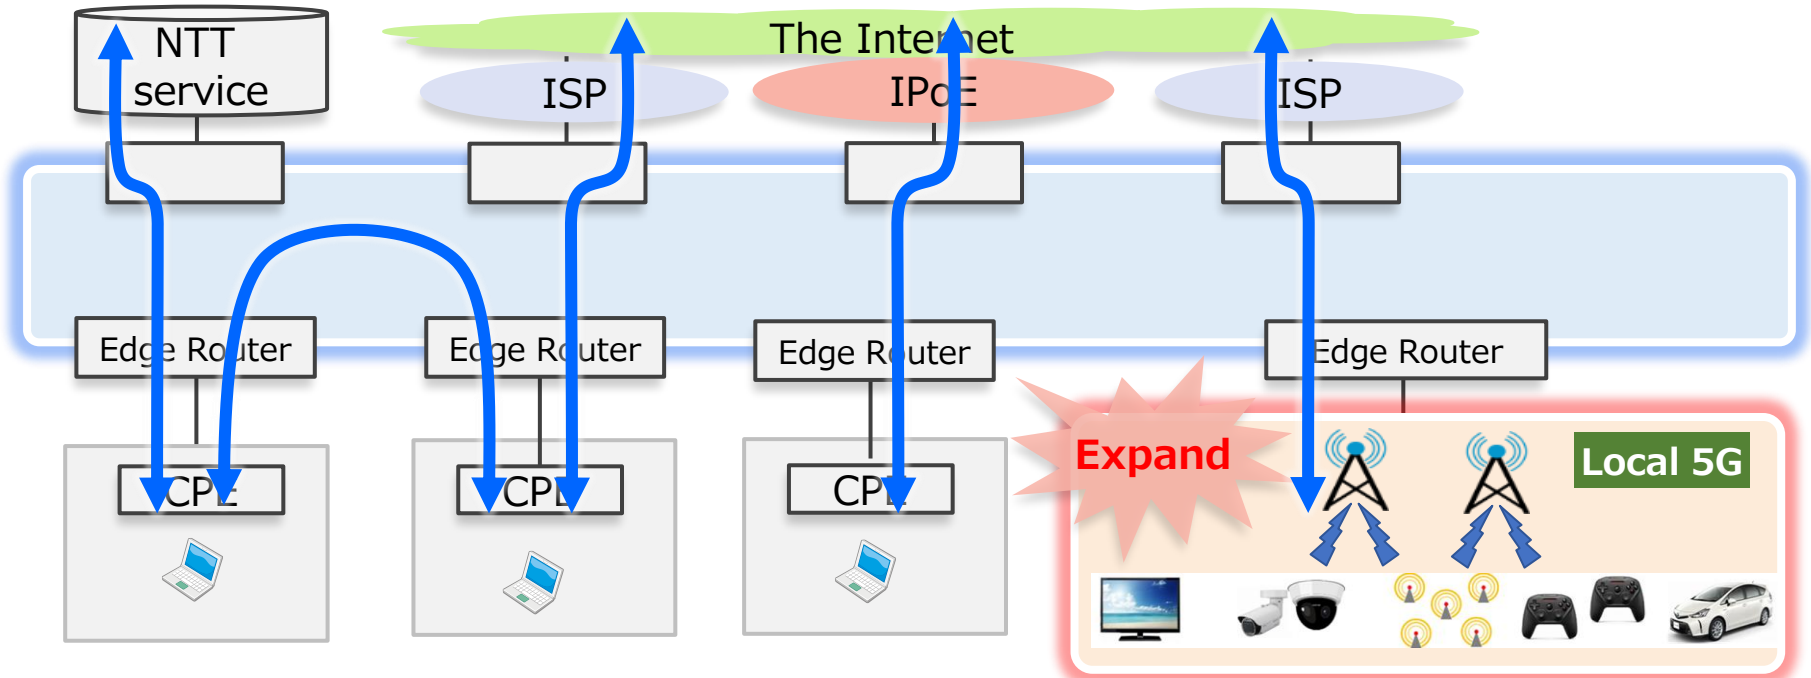 NTT
service
The Internet
ISP
IPoE
ISP
Edge Router
Edge Router
Edge Router
Edge Router
Expand
Local 5G
CPE
CPE
CPE